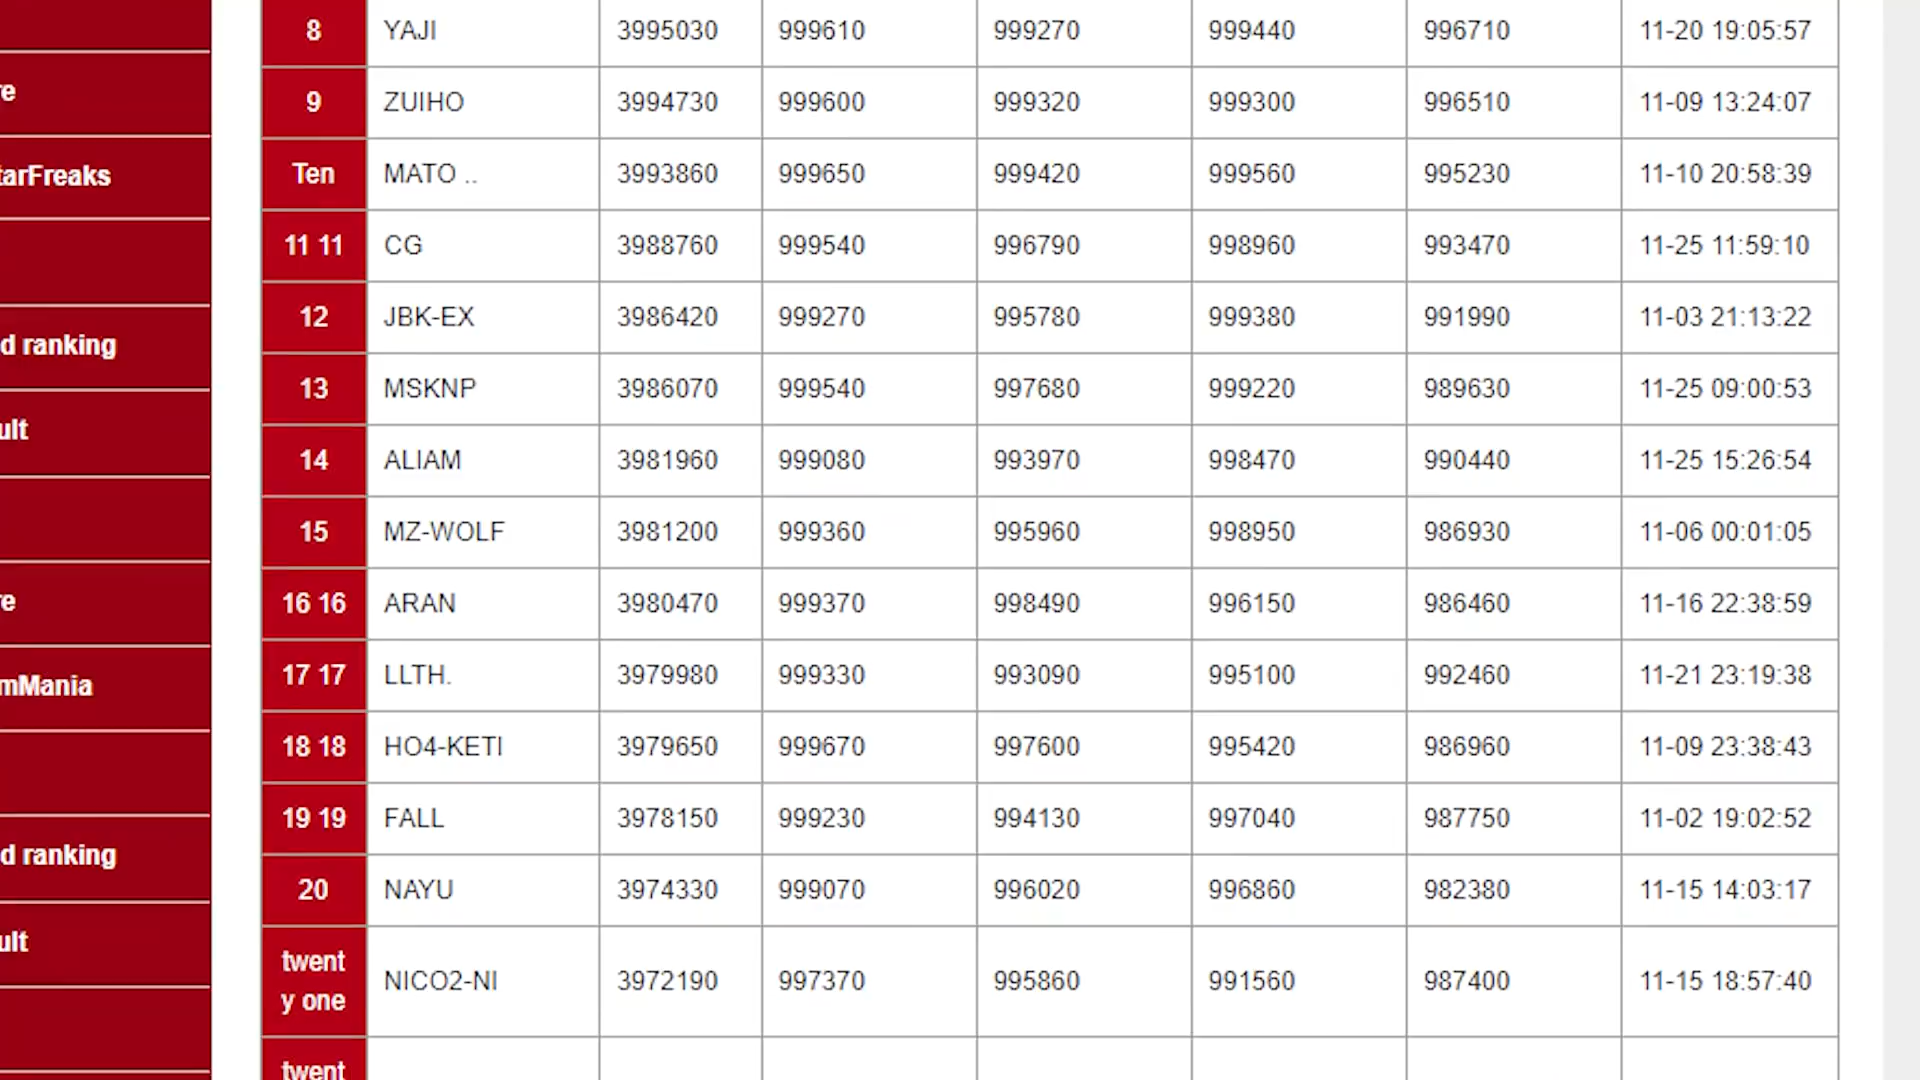 re
tarFreaks
d ranking
ult
re
mMania
d ranking
ult
8 YAJI 3995030 999610 999270 999440 996710 11-20 19:05:57
9 ZUIHO 3994730 999600 999320 999300 996510 11-09 13:24:07
Ten MATO .. 3993860 999650 999420 999560 995230 11-10 20:58:39
11 11 CG 3988760 999540 996790 998960 993470 11-25 11:59:10
12 JBK-EX 3986420 999270 995780 999380 991990 11-03 21:13:22
13 MSKNP 3986070 999540 997680 999220 989630 11-25 09:00:53
14 ALIAM 3981960 999080 993970 998470 990440 11-25 15:26:54
15 MZ-WOLF 3981200 999360 995960 998950 986930 11-06 00:01:05
16 16 ARAN 3980470 999370 998490 996150 986460 11-16 22:38:59
17 17 LLTH. 3979980 999330 993090 995100 992460 11-21 23:19:38
18 18 HO4-KETI 3979650 999670 997600 995420 986960 11-09 23:38:43
19 19 FALL 3978150 999230 994130 997040 987750 11-02 19:02:52
20 NAYU 3974330 999070 996020 996860 982380 11-15 14:03:17
twent
y one NICO2-NI 3972190 997370 995860 991560 987400 11-15 18:57:40
twent